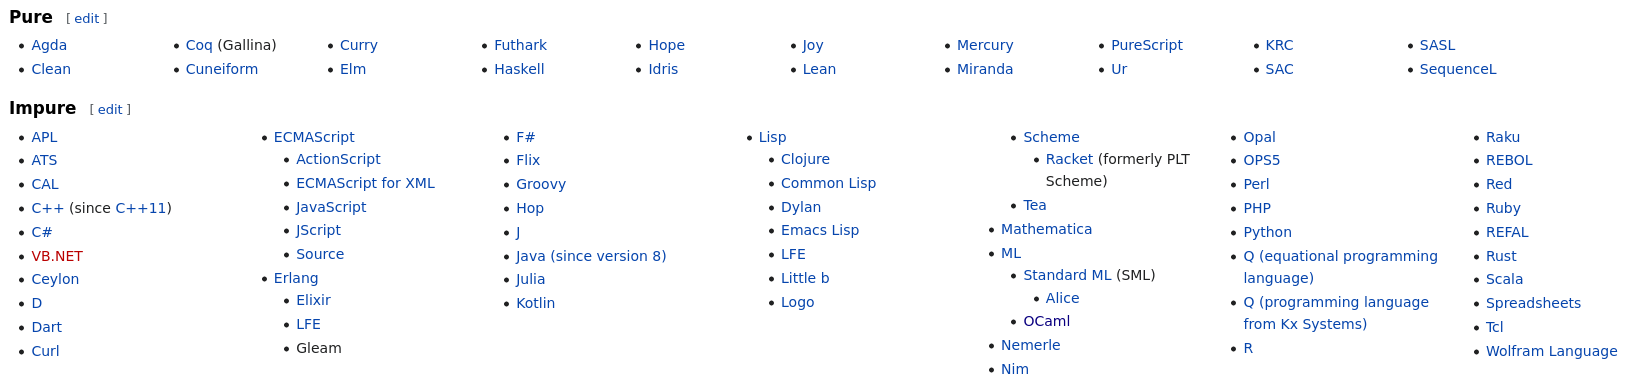 Pure [ edit ]
Agda
Clean
Coq (Gallina)
Cuneiform
Curry
Elm
Futhark
Haskell
Hope
Idris
Joy
Lean
Mercury
Miranda
PureScript
Ur
KRC
SAC
SASL
SequenceL
Impure [ edit ]
APL
ATS
CAL
C++ (since C++11)
C#
VB.NET
Ceylon
D
Dart
Curl
ECMAScript
ActionScript
ECMAScript for XML
JavaScript
JScript
Source
Erlang
Elixir
LFE
Gleam
F#
Flix
Groovy
Hop
J
Java (since version 8)
Julia
Kotlin
Lisp
Clojure
Common Lisp
Dylan
Emacs Lisp
LFE
Little b
Logo
Scheme
Racket (formerly PLT
Scheme)
Tea
Mathematica
ML
Standard ML (SML)
Alice
OCaml
Nemerle
Nim
Opal
OPS5
Perl
PHP
Python
Q (equational programming
language)
Q (programming language
from Kx Systems)
R
Raku
REBOL
Red
Ruby
REFAL
Rust
Scala
Spreadsheets
Tcl
Wolfram Language